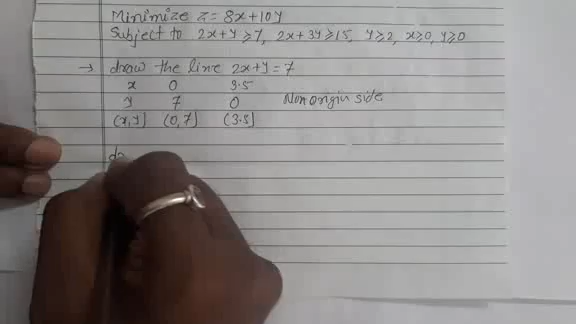 Minimize z = 8x+10y
Subject to 2x+y ≥ 7, 2x+3y ≥ 15, y ≥ 2, x ≥ 0, y ≥ 0
→ draw the line 2x+y = 7
x 0 3.5
y 7 0 Non origin side
(x,y) (0,7) (3.5)